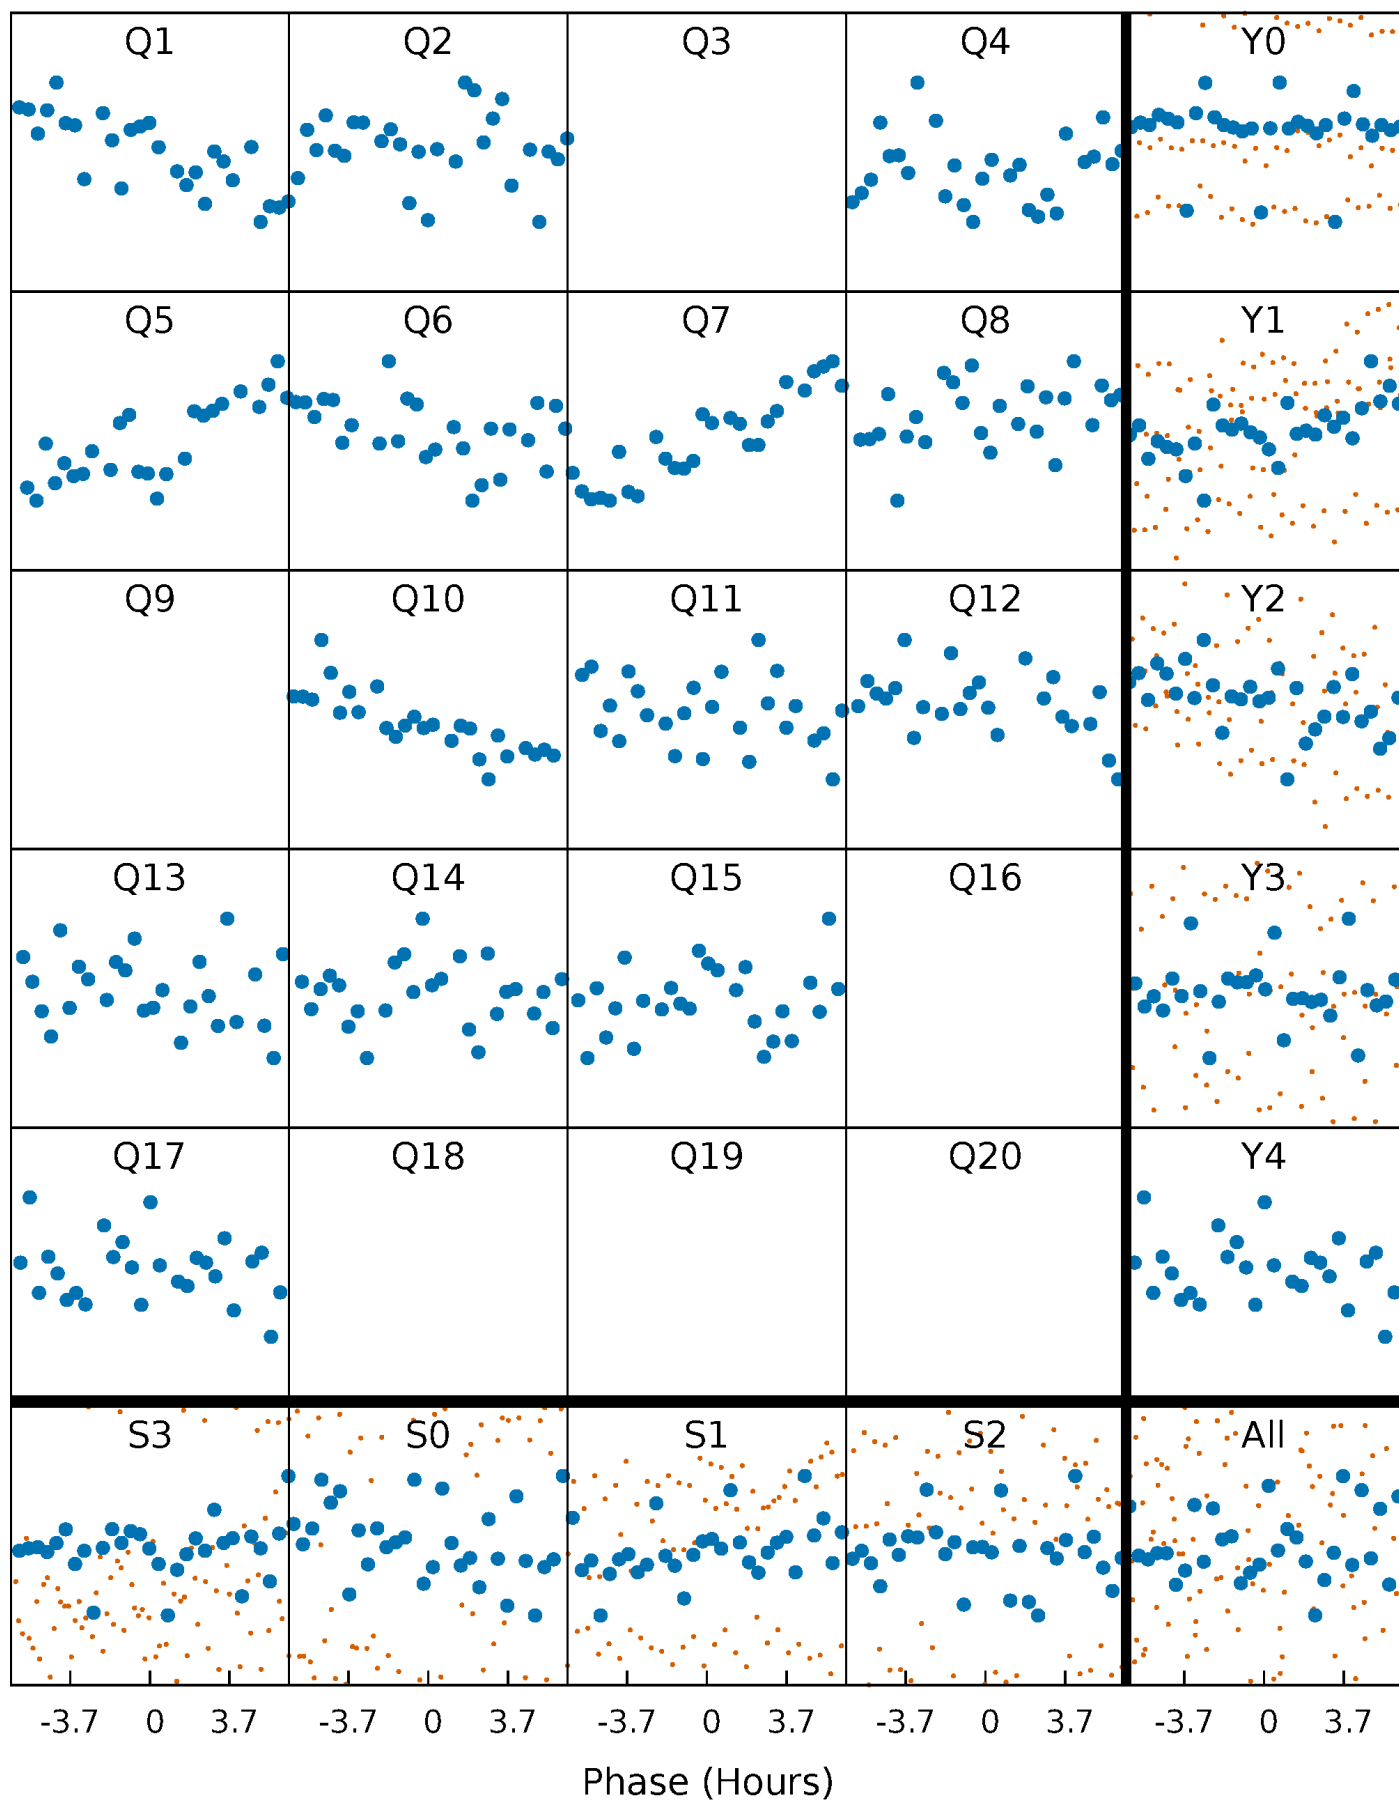 Q1 Q2 Q3 Q4 Y0
Q5 Q6 Q7 Q8 Y1
Q9 Q10 Q11 Q12 Y2
Q13 Q14 Q15 Q16 Y3
Q17 Q18 Q19 Q20 Y4
S3 S0 S1 S2 All
-3.7 0 3.7 -3.7 0 3.7 -3.7 0 3.7 -3.7 0 3.7 -3.7 0 3.7
Phase (Hours)